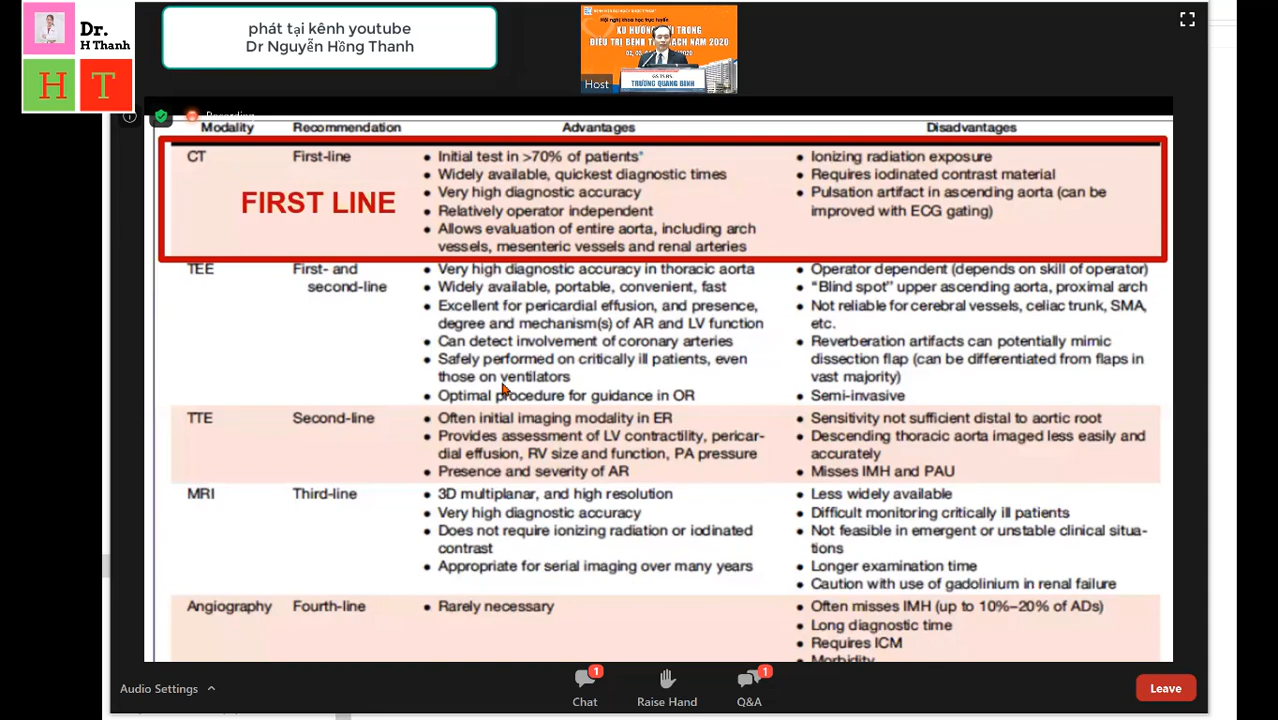 Dr.
H Thanh
H T
phát tại kênh youtube
Dr Nguyễn Hồng Thanh
Hội nghị khoa học trực tuyến
ĐIỀU TRỊ BỆNH TIM MẠCH NĂM 2020
GS.TS.BS.
TRƯƠNG QUANG BÌNH
Host
Recording
Modality Recommendation Advantages Disadvantages
CT First-line
FIRST LINE
• Initial test in >70% of patients*
• Widely available, quickest diagnostic times
• Very high diagnostic accuracy
• Relatively operator independent
• Allows evaluation of entire aorta, including arch
vessels, mesenteric vessels and renal arteries
• Ionizing radiation exposure
• Requires iodinated contrast material
• Pulsation artifact in ascending aorta (can be
improved with ECG gating)
TEE First- and
second-line
• Very high diagnostic accuracy in thoracic aorta
• Widely available, portable, convenient, fast
• Excellent for pericardial effusion, and presence,
degree and mechanism(s) of AR and LV function
• Can detect involvement of coronary arteries
• Safely performed on critically ill patients, even
those on ventilators
• Optimal procedure for guidance in OR
• Operator dependent (depends on skill of operator)
• “Blind spot” upper ascending aorta, proximal arch
• Not reliable for cerebral vessels, celiac trunk, SMA,
etc.
• Reverberation artifacts can potentially mimic
dissection flap (can be differentiated from flaps in
vast majority)
• Semi-invasive
TTE Second-line
• Often initial imaging modality in ER
• Provides assessment of LV contractility, pericar-
dial effusion, RV size and function, PA pressure
• Presence and severity of AR
• Sensitivity not sufficient distal to aortic root
• Descending thoracic aorta imaged less easily and
accurately
• Misses IMH and PAU
MRI Third-line
• 3D multiplanar, and high resolution
• Very high diagnostic accuracy
• Does not require ionizing radiation or iodinated
contrast
• Appropriate for serial imaging over many years
• Less widely available
• Difficult monitoring critically ill patients
• Not feasible in emergent or unstable clinical situa-
tions
• Longer examination time
• Caution with use of gadolinium in renal failure
Angiography Fourth-line
• Rarely necessary
• Often misses IMH (up to 10%–20% of ADs)
• Long diagnostic time
• Requires ICM
• Morbidity
Audio Settings
1
Chat
Raise Hand
1
Q&A
Leave